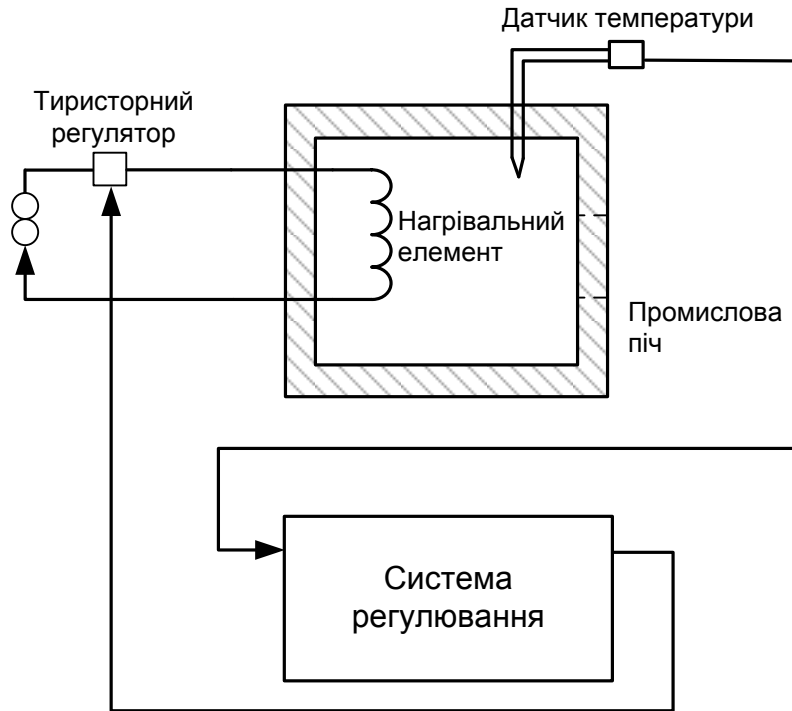 Датчик температури
Тиристорний
регулятор
Нагрівальний
елемент
Промислова
піч
Система
регулювання